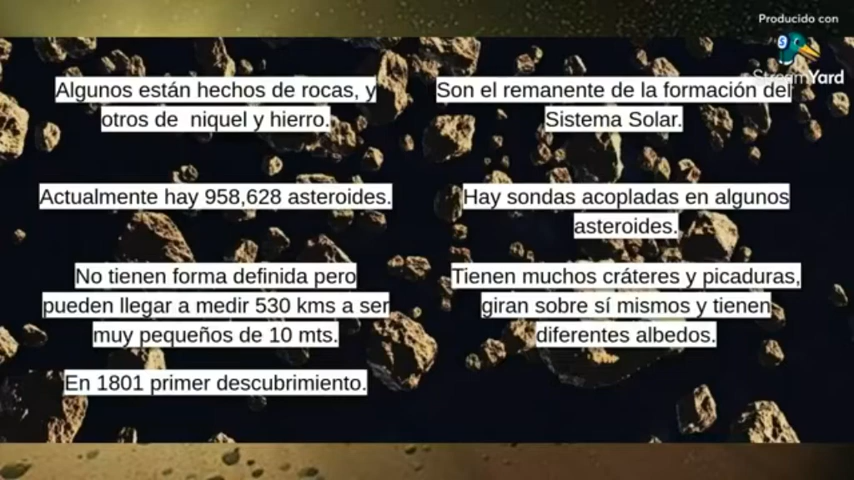 Producido con
StreamYard
Algunos están hechos de rocas, y
otros de niquel y hierro.
Actualmente hay 958,628 asteroides.
No tienen forma definida pero
pueden llegar a medir 530 kms a ser
muy pequeños de 10 mts.
En 1801 primer descubrimiento.
Son el remanente de la formación del
Sistema Solar.
Hay sondas acopladas en algunos
asteroides.
Tienen muchos cráteres y picaduras,
giran sobre sí mismos y tienen
diferentes albedos.